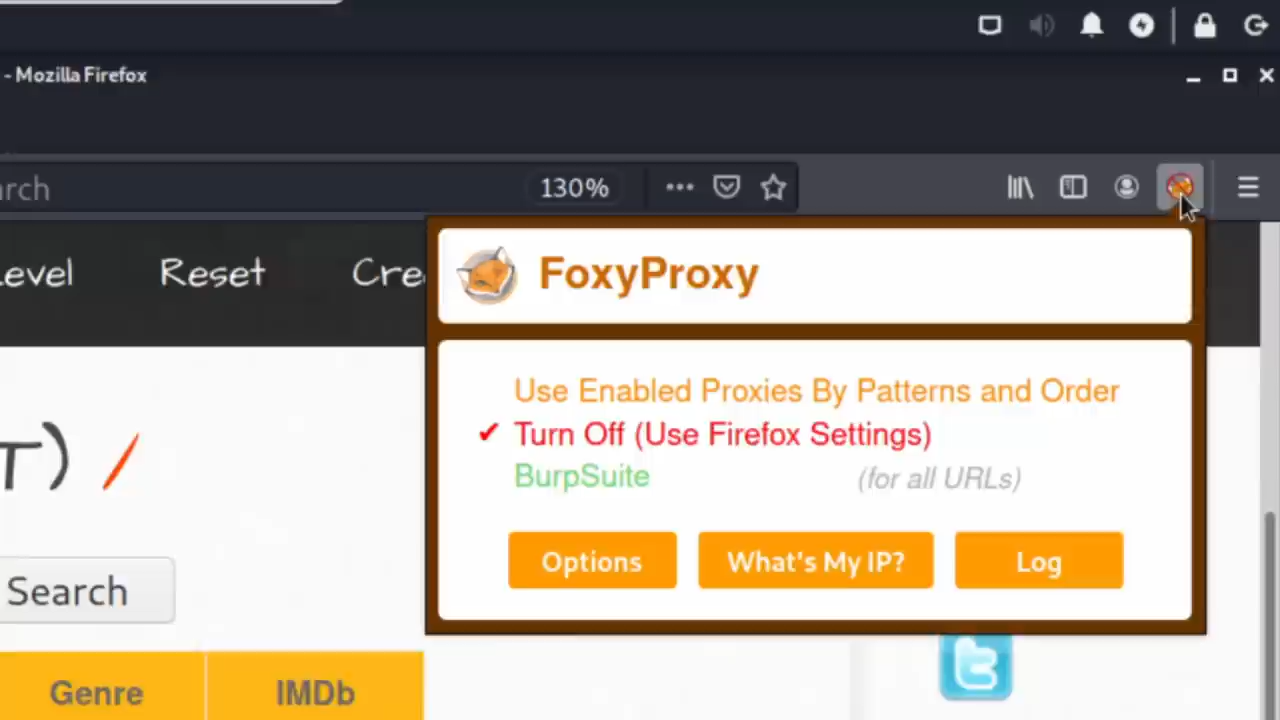 - Mozilla Firefox
arch
130%
Level Reset Crea
FoxyProxy
Use Enabled Proxies By Patterns and Order
✔ Turn Off (Use Firefox Settings)
BurpSuite (for all URLs)
T) /
Options What's My IP? Log
Search
Genre IMDb